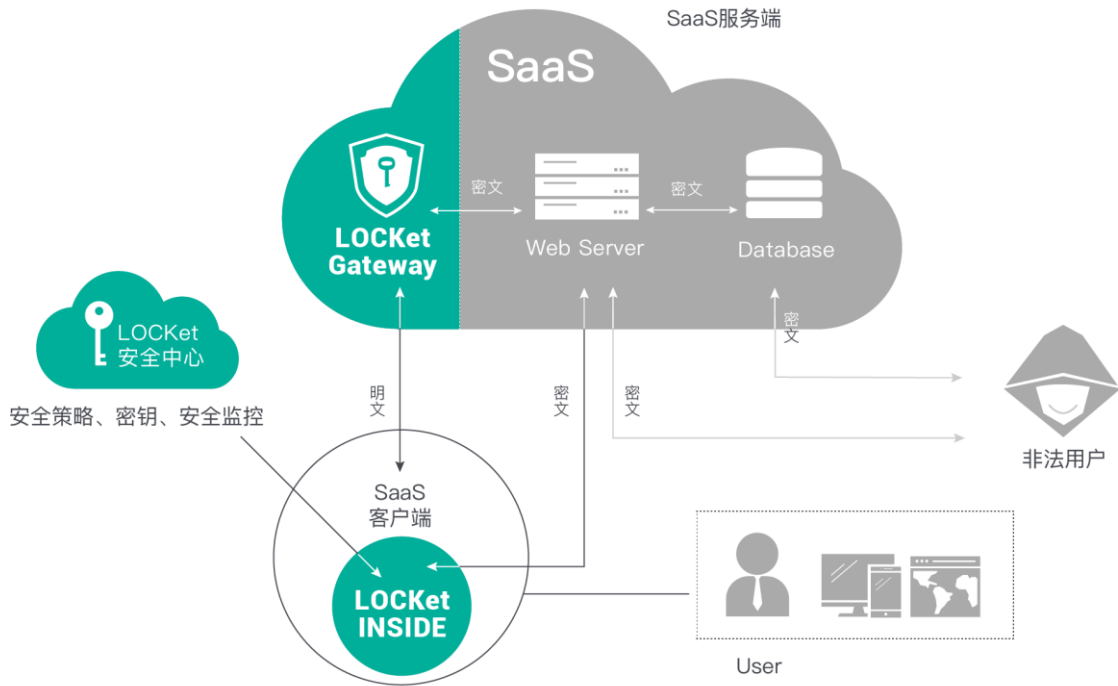 SaaS服务端
SaaS
密文
密文
LOCKet
Gateway
Web Server
Database
LOCKet
安全中心
安全策略、密钥、安全监控
明文
密文
密文
密文
非法用户
SaaS
客户端
LOCKet
INSIDE
User